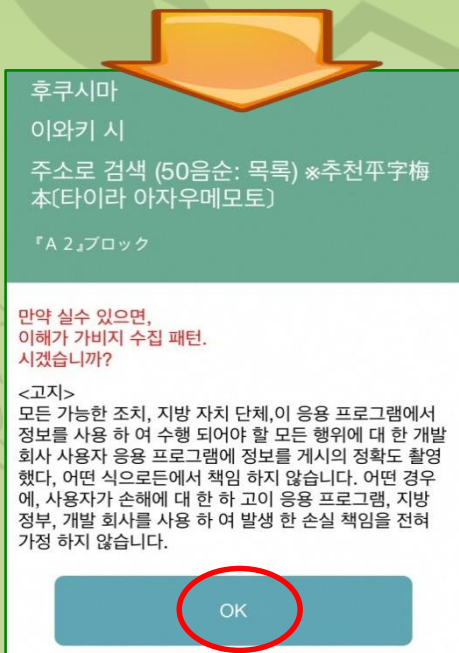 후쿠시마
이와키 시
주소로 검색 (50음순: 목록) ※추천平字梅
本〔타이라 아자우메모토〕
『A 2』ブロック
만약 실수 있으면,
이해가 가비지 수집 패턴.
시겠습니까?
<고지>
모든 가능한 조치, 지방 자치 단체,이 응용 프로그램에서
정보를 사용 하 여 수행 되어야 할 모든 행위에 대 한 개발
회사 사용자 응용 프로그램에 정보를 게시의 정확도 촬영
했다, 어떤 식으로든에서 책임 하지 않습니다. 어떤 경우
에, 사용자가 손해에 대 한 하 고이 응용 프로그램, 지방
정부, 개발 회사를 사용 하 여 발생 한 손실 책임을 전혀
가정 하지 않습니다.
OK